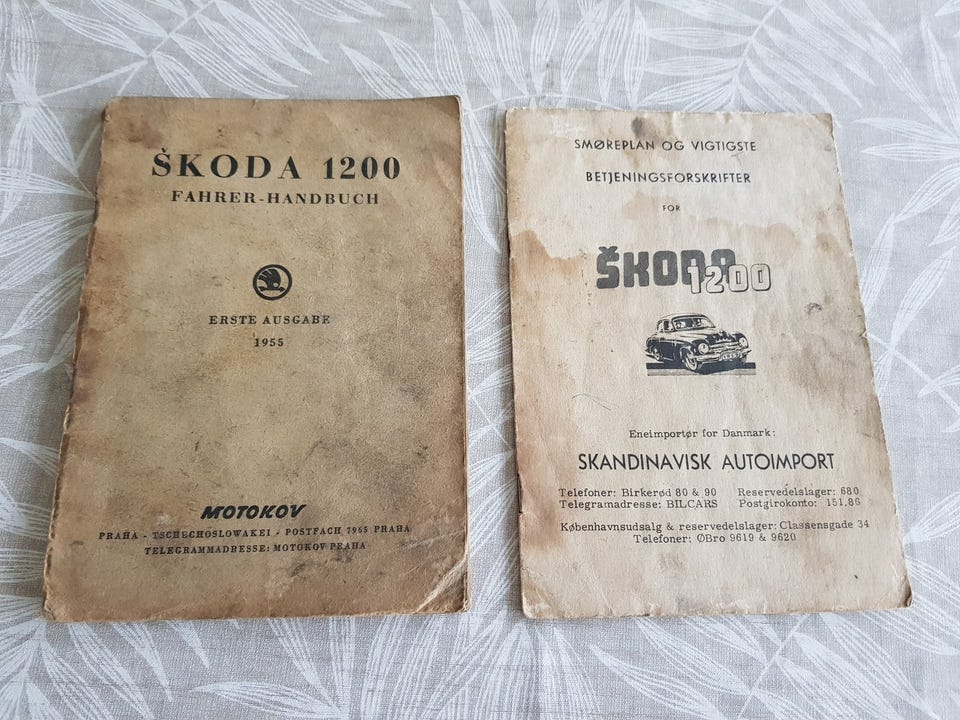 ŠKODA 1200
FAHRER-HANDBUCH
ERSTE AUSGABE
1955
MOTOKOV
PRAHA - TSCHECHOSLOWAKEI - POSTFACH 7965 PRAHA
TELEGRAMMADRESSE: MOTOKOV PRAHA
SMØREPLAN OG VIGTIGSTE
BETJENINGSFORSKRIFTER
FOR
ŠKODA 1200
Eneimportør for Danmark:
SKANDINAVISK AUTOIMPORT
Telefoner: Birkerød 80 & 90 Reservedelslager: 680
Telegramadresse: BILCARS Postgirokonto: 151.86
Københavnsudsalg & reservedelslager: Classensgade 34
Telefoner: ØBro 9619 & 9620